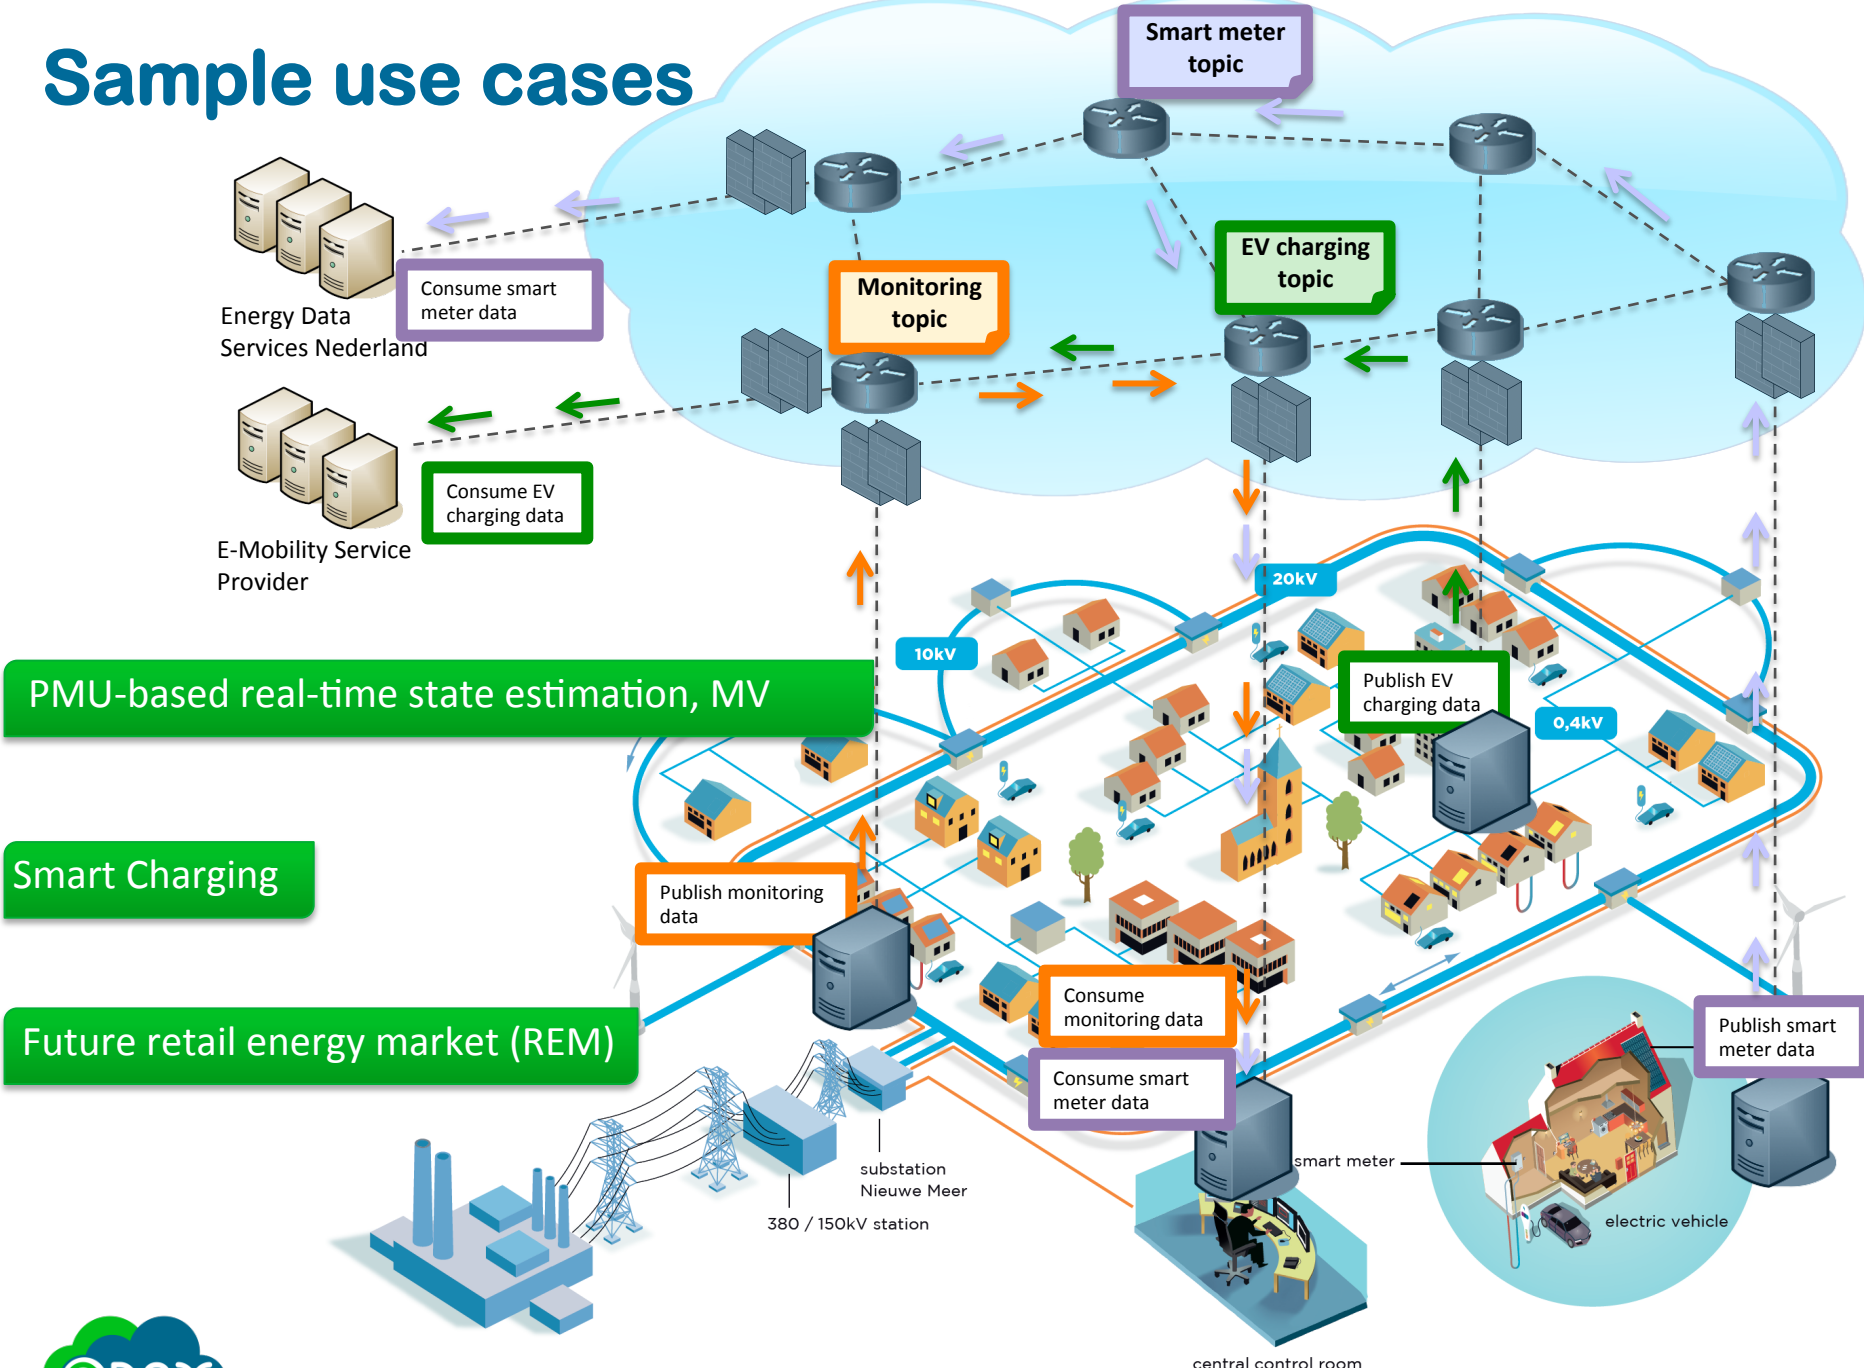 Sample use cases
Smart meter
topic
EV charging
topic
Monitoring
topic
Consume smart
meter data
Energy Data
Services Nederland
Consume EV
charging data
E-Mobility Service
Provider
20kV
10kV
PMU-based real-time state estimation, MV
Publish EV
charging data
0,4kV
Smart Charging
Publish monitoring
data
Future retail energy market (REM)
Consume
monitoring data
Publish smart
meter data
Consume smart
meter data
substation
Nieuwe Meer
380 / 150kV station
smart meter
electric vehicle
central control room